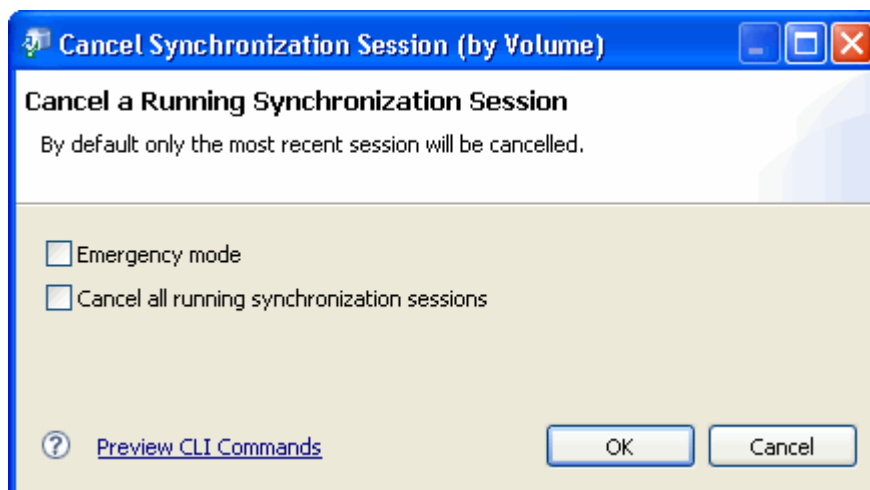 Cancel Synchronization Session (by Volume)
Cancel a Running Synchronization Session
By default only the most recent session will be cancelled.
Emergency mode
Cancel all running synchronization sessions
? Preview CLI Commands OK Cancel